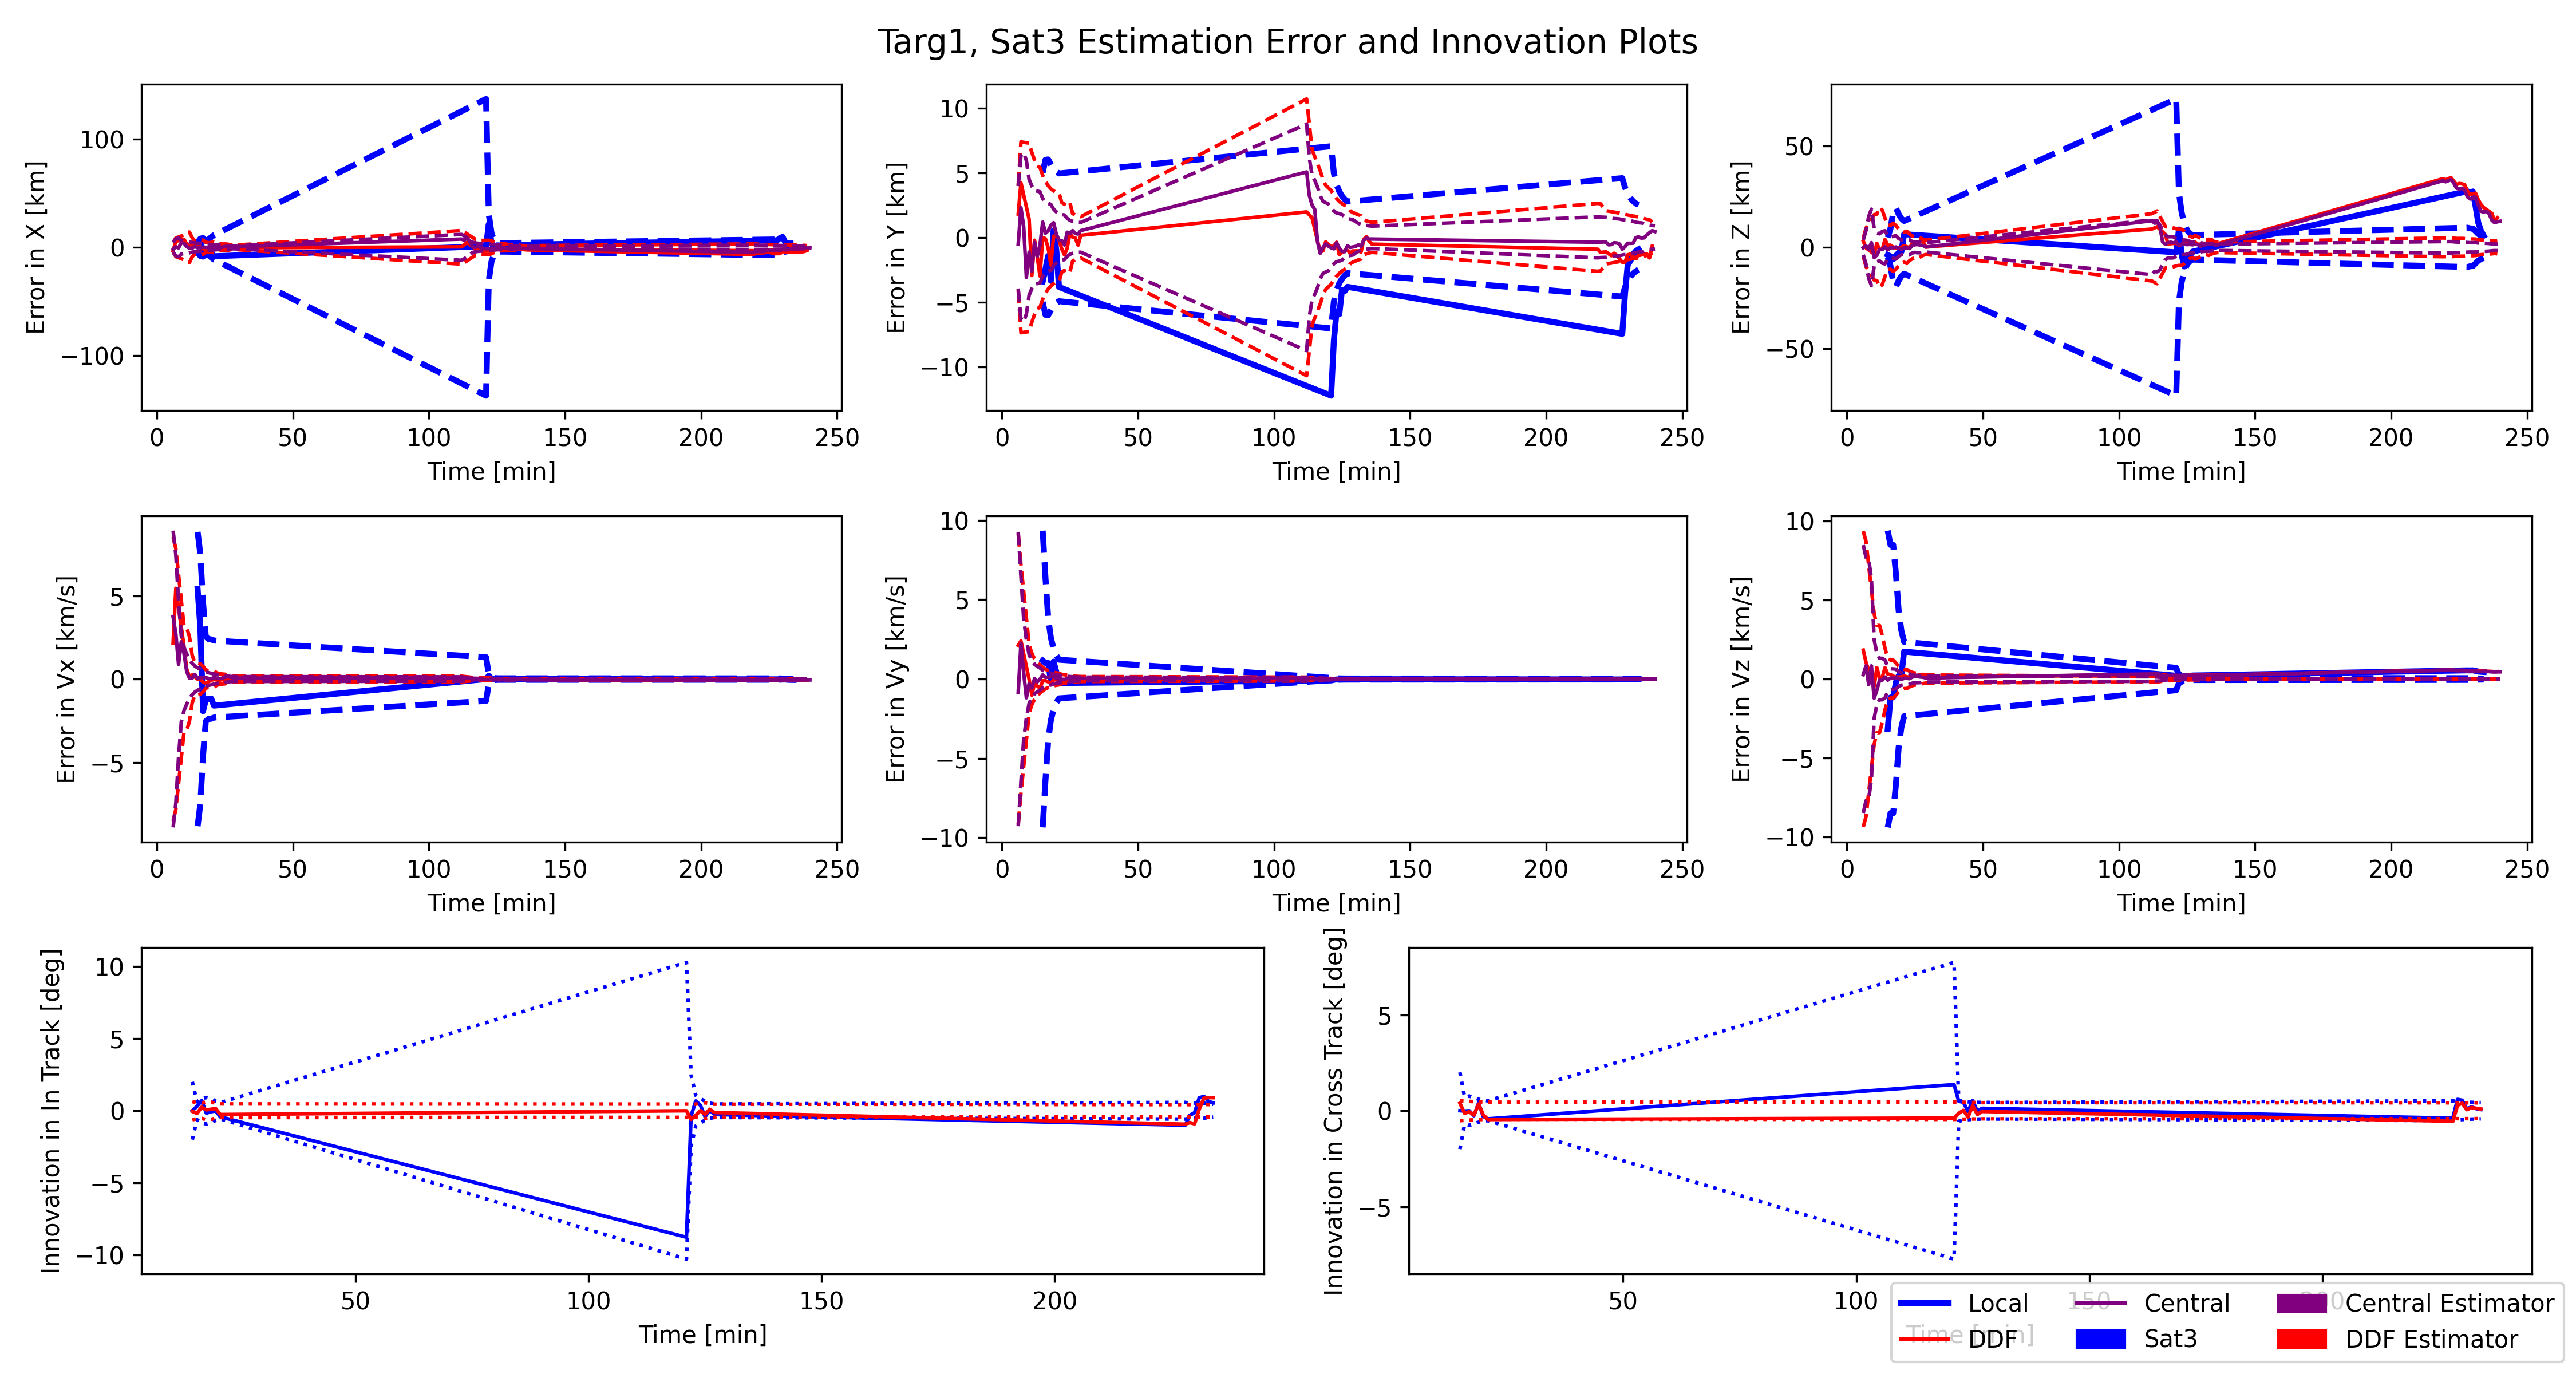 Targ1, Sat3 Estimation Error and Innovation Plots
Error in X [km]
100
0
−100
0 50 100 150 200 250
Time [min]
Error in Y [km]
10
5
0
−5
−10
0 50 100 150 200 250
Time [min]
Error in Z [km]
50
0
−50
0 50 100 150 200 250
Time [min]
Error in Vx [km/s]
5
0
−5
0 50 100 150 200 250
Time [min]
Error in Vy [km/s]
10
5
0
−5
−10
0 50 100 150 200 250
Time [min]
Error in Vz [km/s]
10
5
0
−5
−10
0 50 100 150 200 250
Time [min]
Innovation in In Track [deg]
10
5
0
−5
−10
50 100 150 200
Time [min]
Innovation in Cross Track [deg]
5
0
−5
50 100 150 200
Time [min]
Local Central Central Estimator
DDF Sat3 DDF Estimator